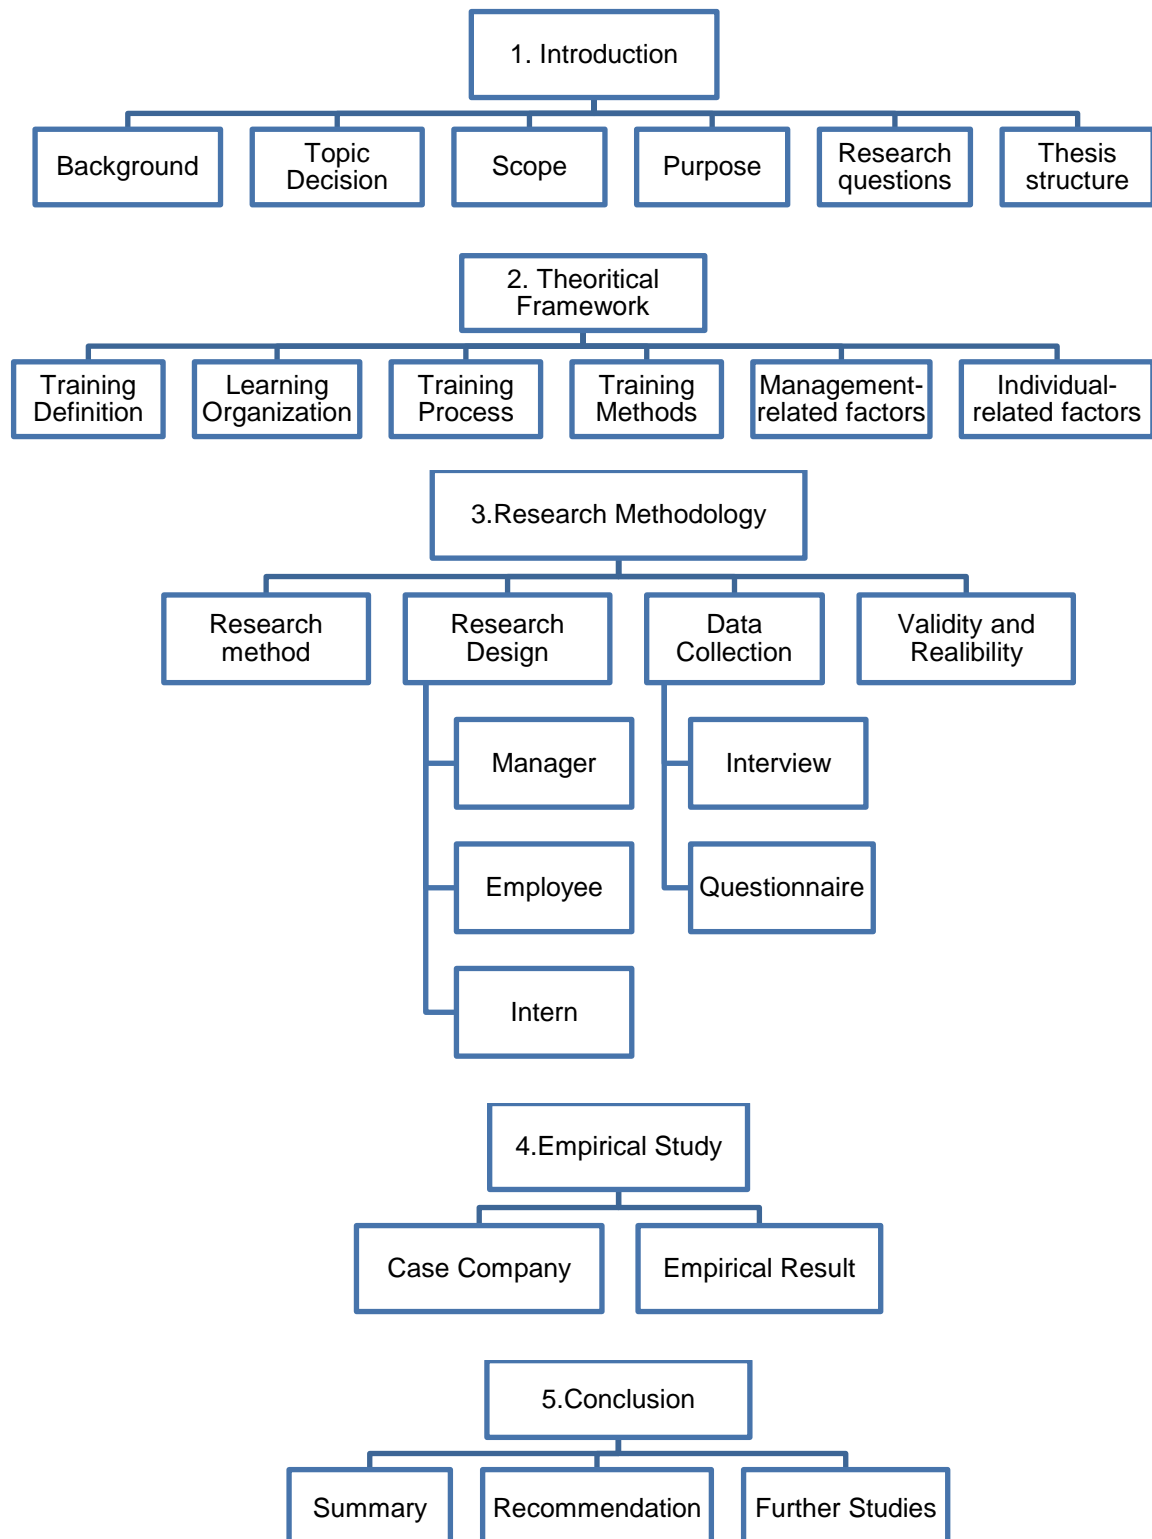 1. Introduction
Background
Topic
Decision
Scope
Purpose
Research
questions
Thesis
structure
2. Theoritical
Framework
Training
Definition
Learning
Organization
Training
Process
Training
Methods
Management-
related factors
Individual-
related factors
3.Research Methodology
Research
method
Research
Design
Data
Collection
Validity and
Realibility
Manager
Interview
Employee
Questionnaire
Intern
4.Empirical Study
Case Company
Empirical Result
5.Conclusion
Summary
Recommendation
Further Studies